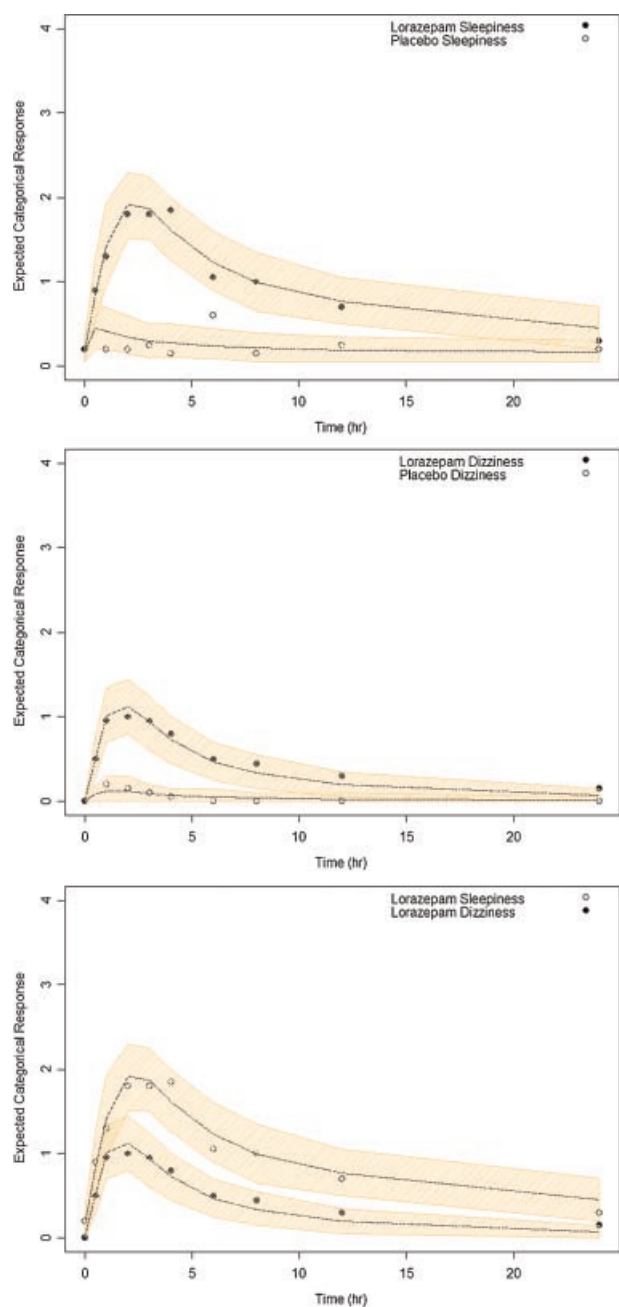 4
Lorazepam Sleepiness
Placebo Sleepiness
3
Expected Categorical Response
2
1
0
0 5 10 15 20
Time (hr)
4
Lorazepam Dizziness
Placebo Dizziness
3
Expected Categorical Response
2
1
0
0 5 10 15 20
Time (hr)
4
Lorazepam Sleepiness
Lorazepam Dizziness
3
Expected Categorical Response
2
1
0
0 5 10 15 20
Time (hr)